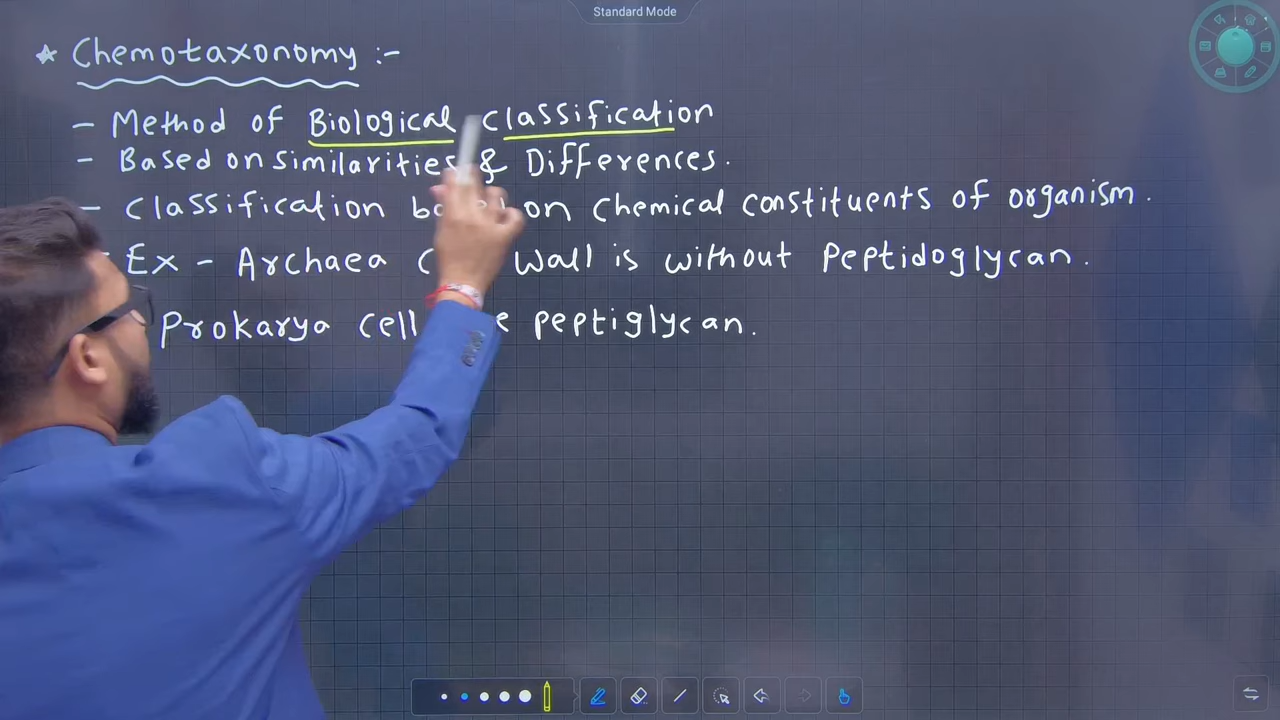 Standard Mode
★ Chemotaxonomy :-
- Method of Biological classification
- Based on similarities & Differences.
- Classification on chemical constituents of organism.
Ex - Archaea Wall is without Peptidoglycan.
Prokarya cell peptiglycan.